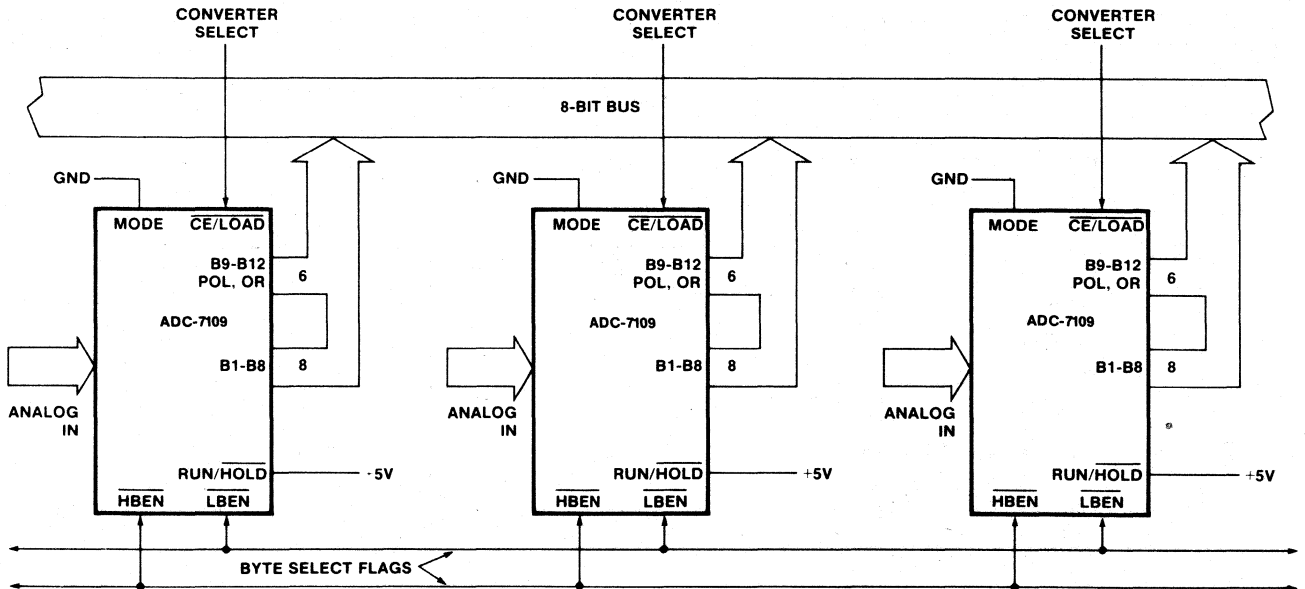 CONVERTER
SELECT
CONVERTER
SELECT
CONVERTER
SELECT
8-BIT BUS
GND
MODE CE/LOAD
B9-B12
POL, OR
6
ADC-7109
B1-B8
8
ANALOG
IN
RUN/HOLD
-5V
HBEN LBEN
GND
MODE CE/LOAD
B9-B12
POL, OR
6
ADC-7109
B1-B8
8
ANALOG
IN
RUN/HOLD
+5V
HBEN LBEN
GND
MODE CE/LOAD
B9-B12
POL, OR
6
ADC-7109
B1-B8
8
ANALOG
IN
RUN/HOLD
+5V
HBEN LBEN
BYTE SELECT FLAGS